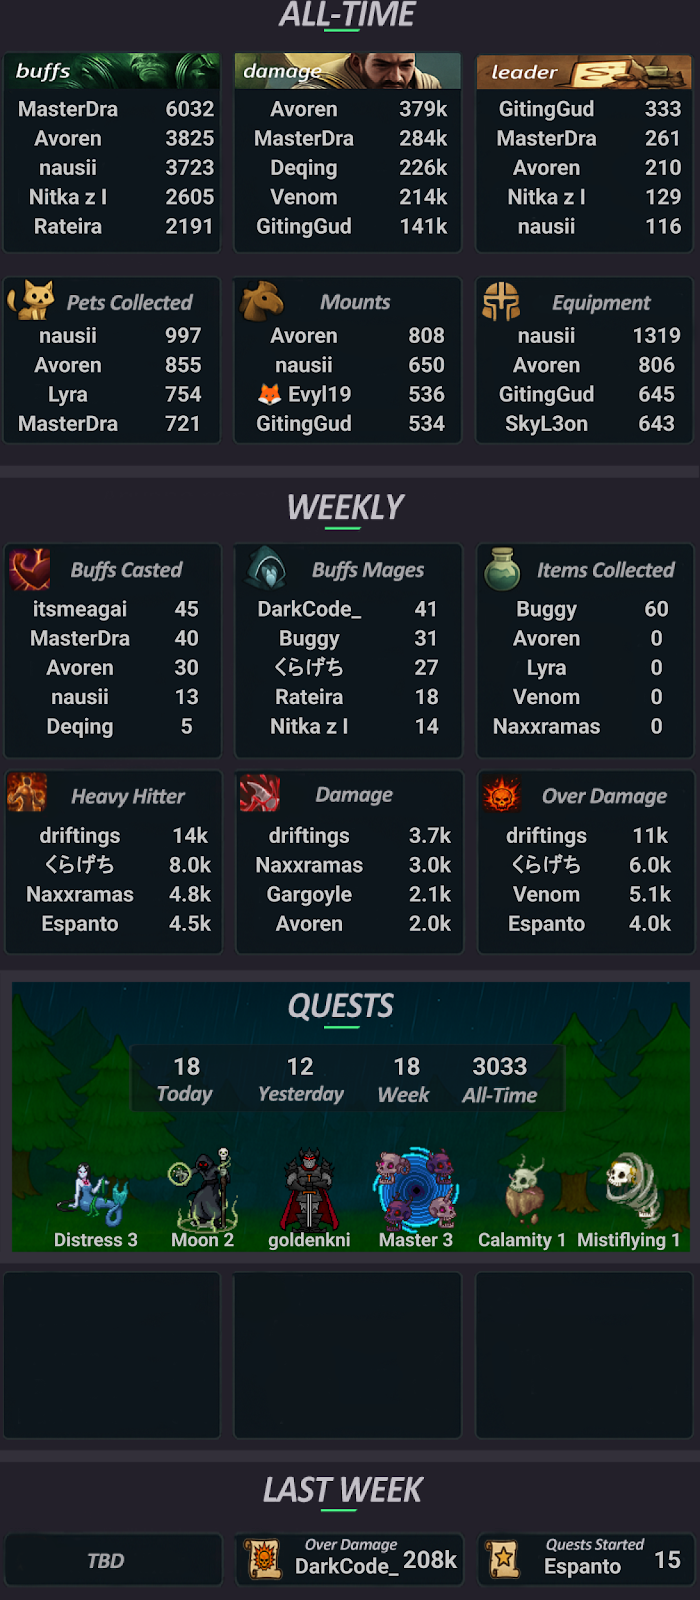 ALL-TIME
buffs
MasterDra 6032
Avoren 3825
nausii 3723
Nitka z I 2605
Rateira 2191
damage
Avoren 379k
MasterDra 284k
Deqing 226k
Venom 214k
GitingGud 141k
leader
GitingGud 333
MasterDra 261
Avoren 210
Nitka z I 129
nausii 116
Pets Collected
nausii 997
Avoren 855
Lyra 754
MasterDra 721
Mounts
Avoren 808
nausii 650
🦊 Evyl19 536
GitingGud 534
Equipment
nausii 1319
Avoren 806
GitingGud 645
SkyL3on 643
WEEKLY
Buffs Casted
itsmeagai 45
MasterDra 40
Avoren 30
nausii 13
Deqing 5
Buffs Mages
DarkCode_ 41
Buggy 31
くらげち 27
Rateira 18
Nitka z I 14
Items Collected
Buggy 60
Avoren 0
Lyra 0
Venom 0
Naxxramas 0
Heavy Hitter
driftings 14k
くらげち 8.0k
Naxxramas 4.8k
Espanto 4.5k
Damage
driftings 3.7k
Naxxramas 3.0k
Gargoyle 2.1k
Avoren 2.0k
Over Damage
driftings 11k
くらげち 6.0k
Venom 5.1k
Espanto 4.0k
QUESTS
18 12 18 3033
Today Yesterday Week All-Time
Distress 3 Moon 2 goldenkni Master 3 Calamity 1 Mistiflying 1
LAST WEEK
TBD
Over Damage
DarkCode_ 208k
Quests Started
Espanto 15